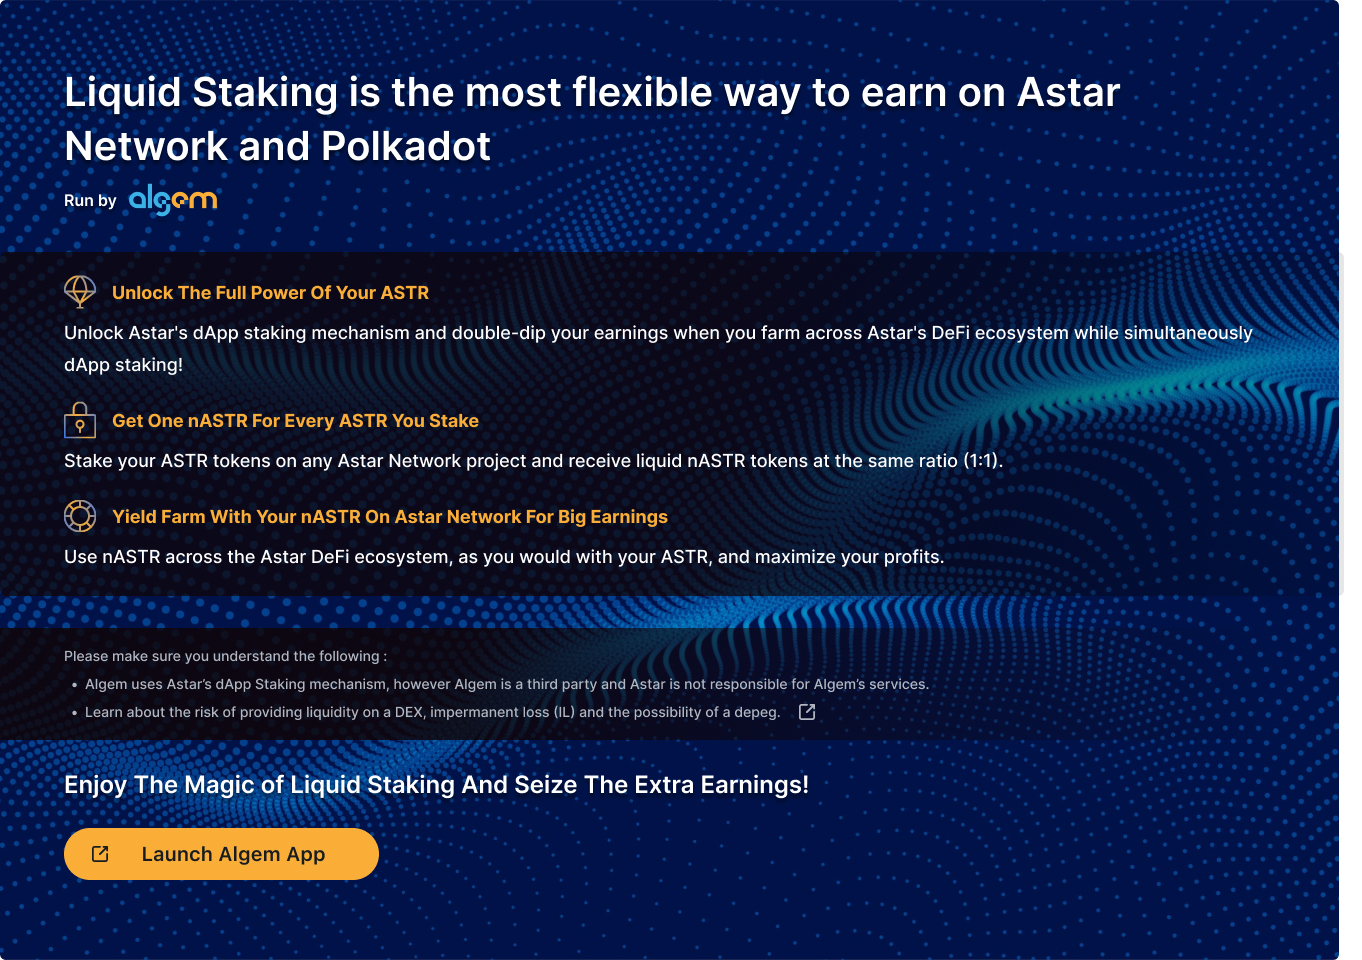 Liquid Staking is the most flexible way to earn on Astar
Network and Polkadot
Run by algem
Unlock The Full Power Of Your ASTR
Unlock Astar's dApp staking mechanism and double-dip your earnings when you farm across Astar's DeFi ecosystem while simultaneously
dApp staking!
Get One nASTR For Every ASTR You Stake
Stake your ASTR tokens on any Astar Network project and receive liquid nASTR tokens at the same ratio (1:1).
Yield Farm With Your nASTR On Astar Network For Big Earnings
Use nASTR across the Astar DeFi ecosystem, as you would with your ASTR, and maximize your profits.
Please make sure you understand the following :
• Algem uses Astar’s dApp Staking mechanism, however Algem is a third party and Astar is not responsible for Algem’s services.
• Learn about the risk of providing liquidity on a DEX, impermanent loss (IL) and the possibility of a depeg.
Enjoy The Magic of Liquid Staking And Seize The Extra Earnings!
Launch Algem App